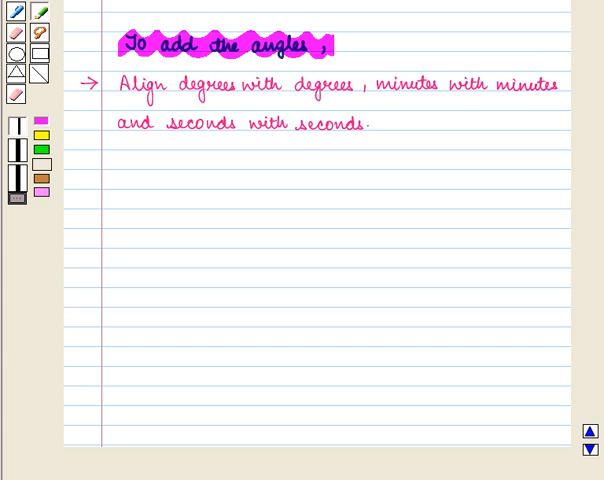 To add the angles,
→ Align degrees with degrees, minutes with minutes
and seconds with seconds.